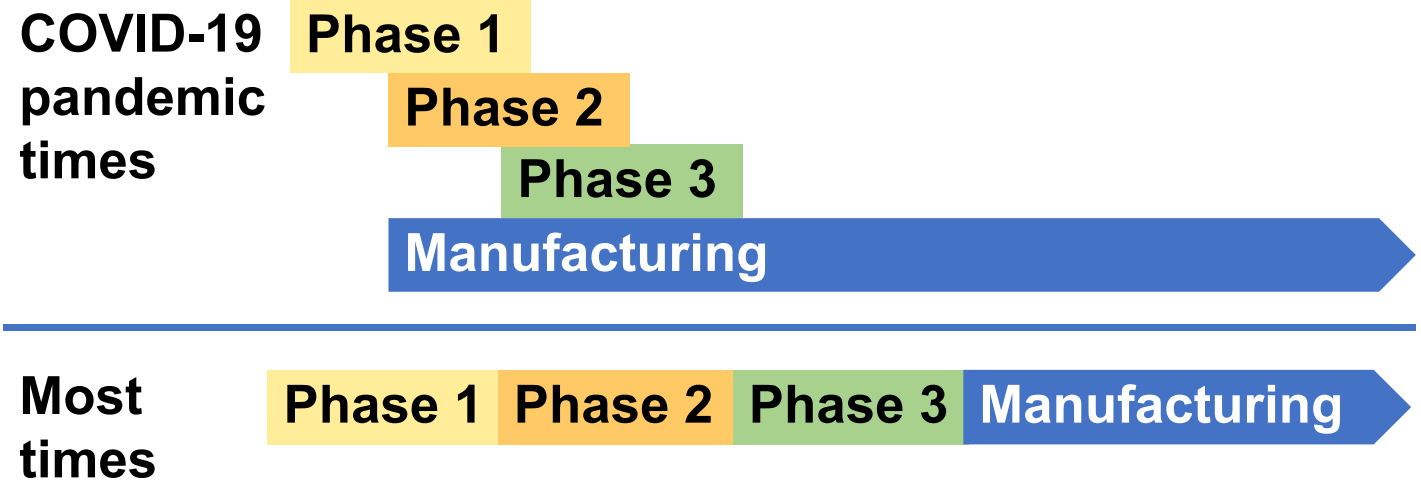 COVID-19
pandemic
times
Phase 1
Phase 2
Phase 3
Manufacturing
Most
times
Phase 1 Phase 2 Phase 3 Manufacturing